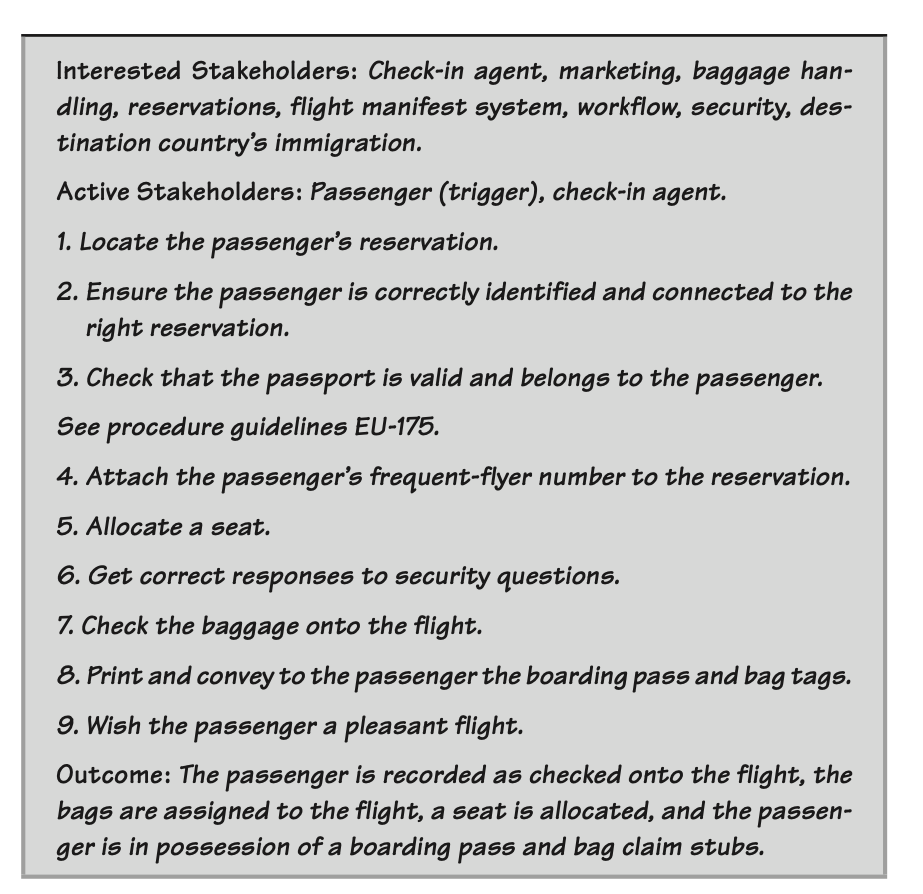 Interested Stakeholders: Check-in agent, marketing, baggage han-
dling, reservations, flight manifest system, workflow, security, des-
tination country's immigration.
Active Stakeholders: Passenger (trigger), check-in agent.
1. Locate the passenger's reservation.
2. Ensure the passenger is correctly identified and connected to the
right reservation.
3. Check that the passport is valid and belongs to the passenger.
See procedure guidelines EU-175.
4. Attach the passenger's frequent-flyer number to the reservation.
5. Allocate a seat.
6. Get correct responses to security questions.
7. Check the baggage onto the flight.
8. Print and convey to the passenger the boarding pass and bag tags.
9. Wish the passenger a pleasant flight.
Outcome: The passenger is recorded as checked onto the flight, the
bags are assigned to the flight, a seat is allocated, and the passen-
ger is in possession of a boarding pass and bag claim stubs.